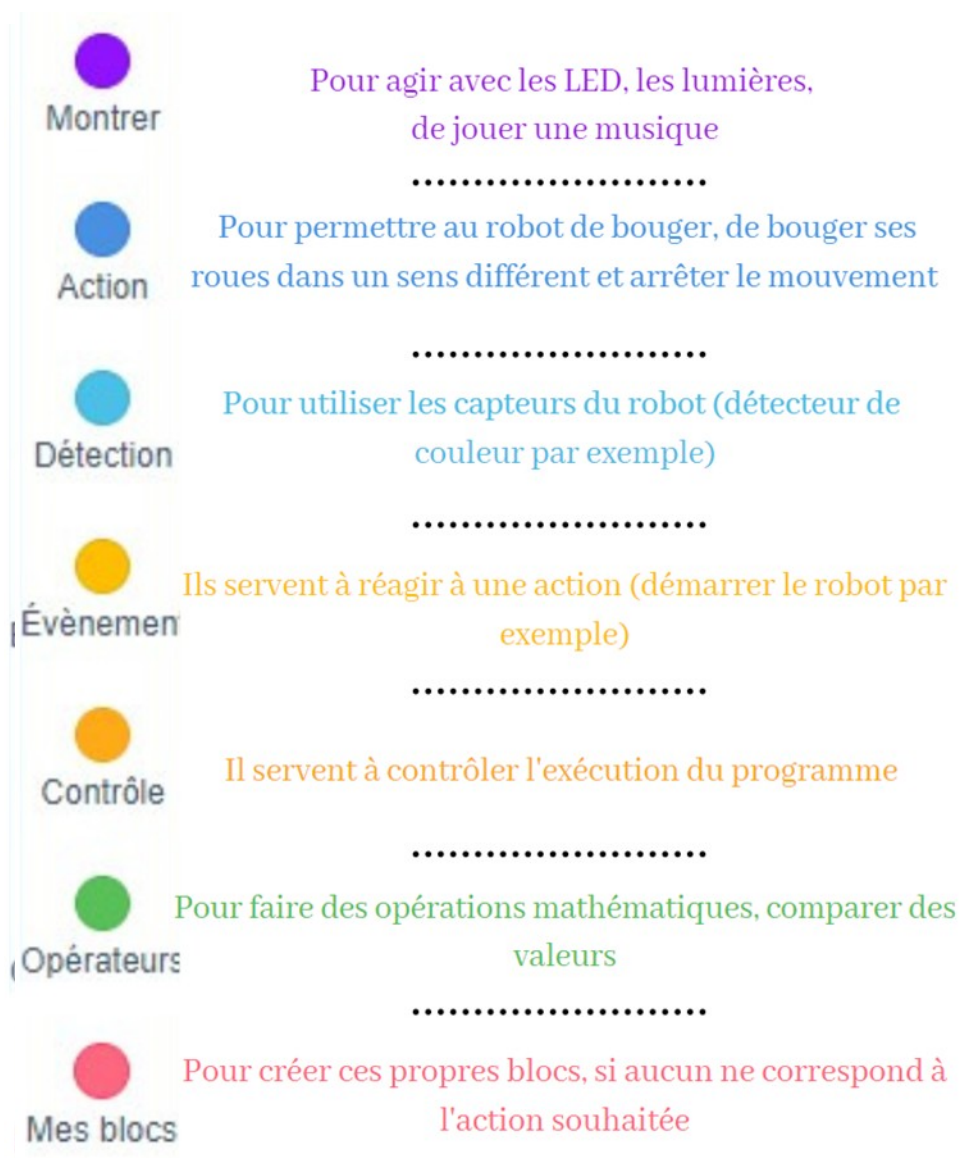 Montrer
Pour agir avec les LED, les lumières,
de jouer une musique
Action
Pour permettre au robot de bouger, de bouger ses
roues dans un sens différent et arrêter le mouvement
Détection
Pour utiliser les capteurs du robot (détecteur de
couleur par exemple)
Évènemen
Ils servent à réagir à une action (démarrer le robot par
exemple)
Contrôle
Il servent à contrôler l'exécution du programme
Opérateurs
Pour faire des opérations mathématiques, comparer des
valeurs
Mes blocs
Pour créer ces propres blocs, si aucun ne correspond à
l'action souhaitée